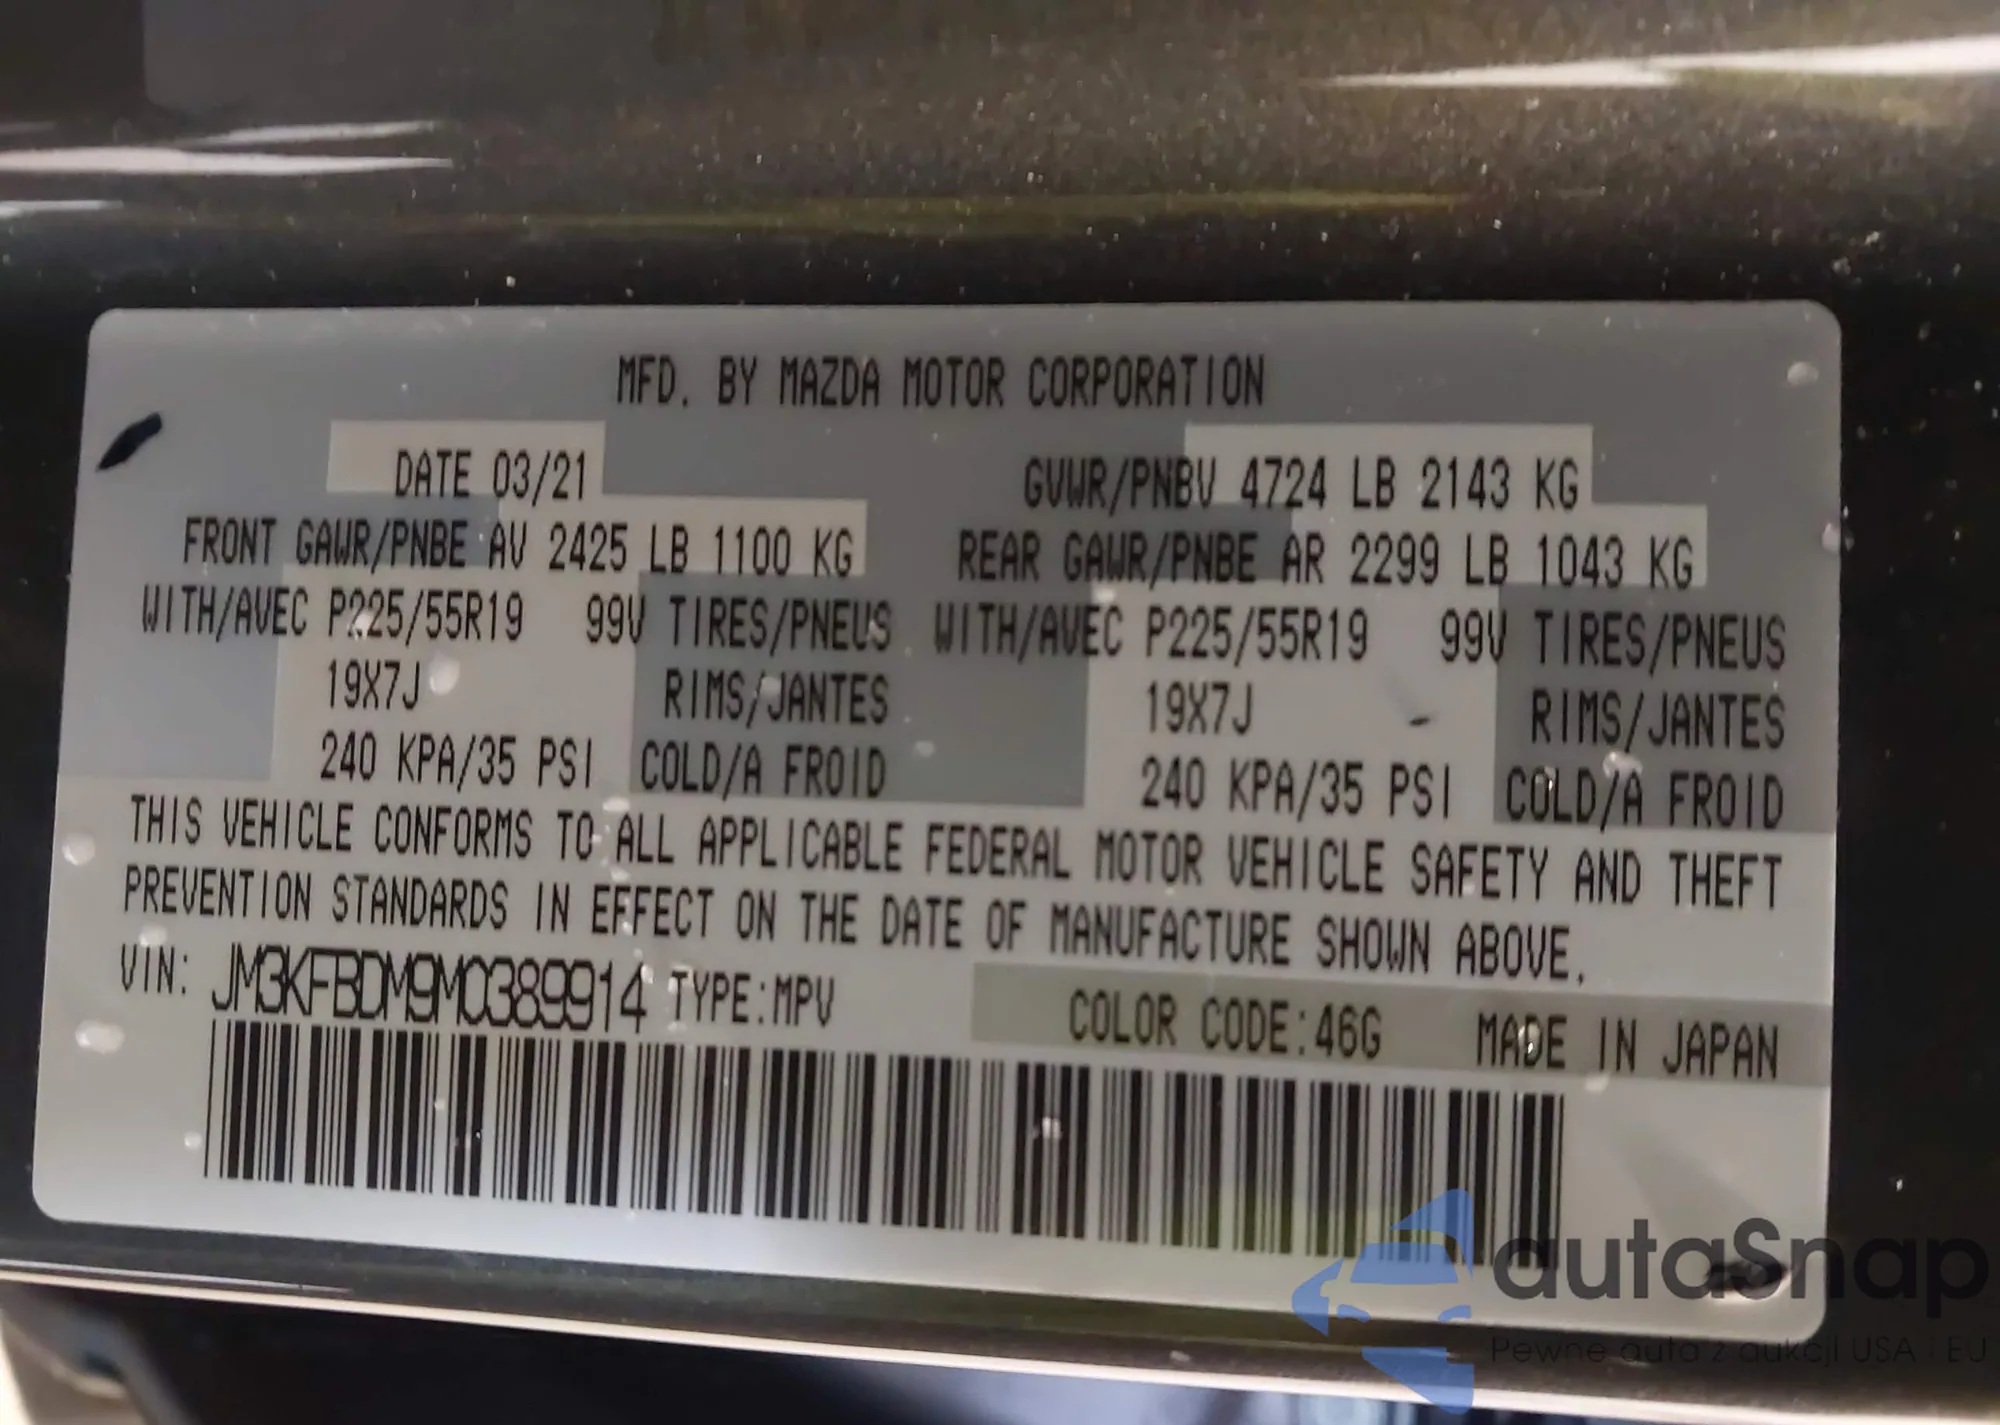 MFD. BY MAZDA MOTOR CORPORATION
DATE 03/21 GVWR/PNBV 4724 LB 2143 KG
FRONT GAWR/PNBE AV 2425 LB 1100 KG REAR GAWR/PNBE AR 2299 LB 1043 KG
WITH/AVEC P225/55R19 99V TIRES/PNEUS WITH/AVEC P225/55R19 99V TIRES/PNEUS
19X7J RIMS/JANTES 19X7J RIMS/JANTES
240 KPA/35 PSI COLD/A FROID 240 KPA/35 PSI COLD/A FROID
THIS VEHICLE CONFORMS TO ALL APPLICABLE FEDERAL MOTOR VEHICLE SAFETY AND THEFT
PREVENTION STANDARDS IN EFFECT ON THE DATE OF MANUFACTURE SHOWN ABOVE.
VIN: JM3KFBDM9M0389914 TYPE:MPV COLOR CODE:46G MADE IN JAPAN
autaSnap
Pewne auta z aukcji USA i EU